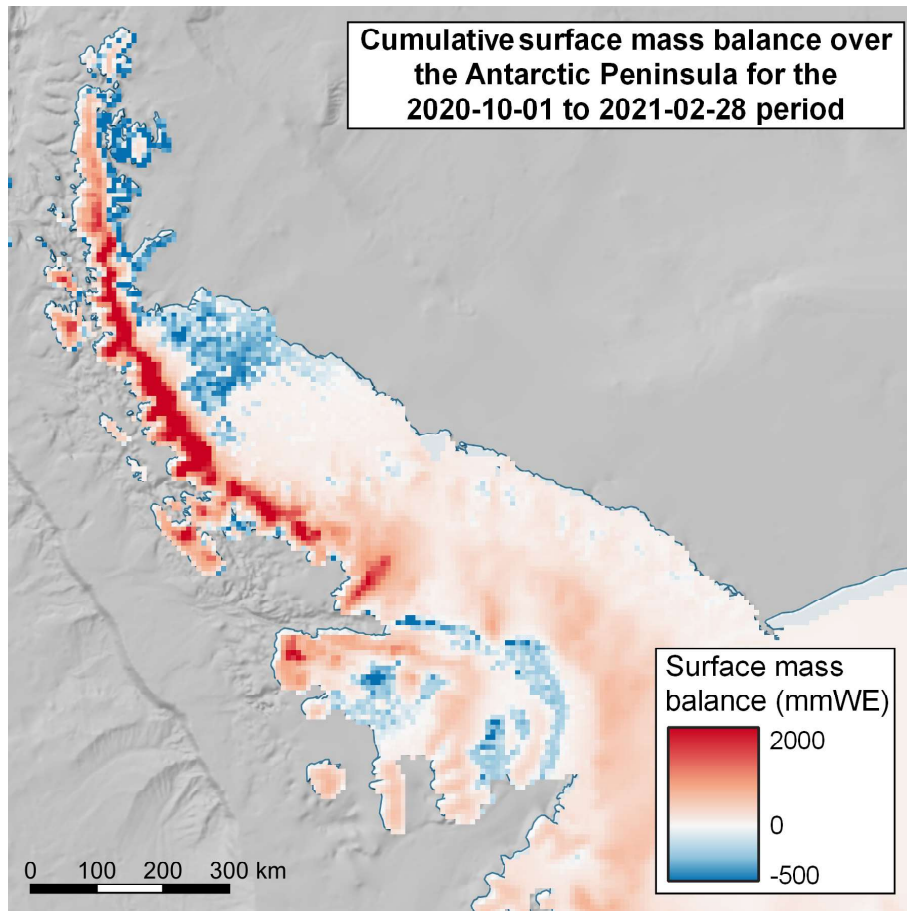 Cumulative surface mass balance over
the Antarctic Peninsula for the
2020-10-01 to 2021-02-28 period
Surface mass
balance (mmWE)
2000
0
-500
0 100 200 300 km